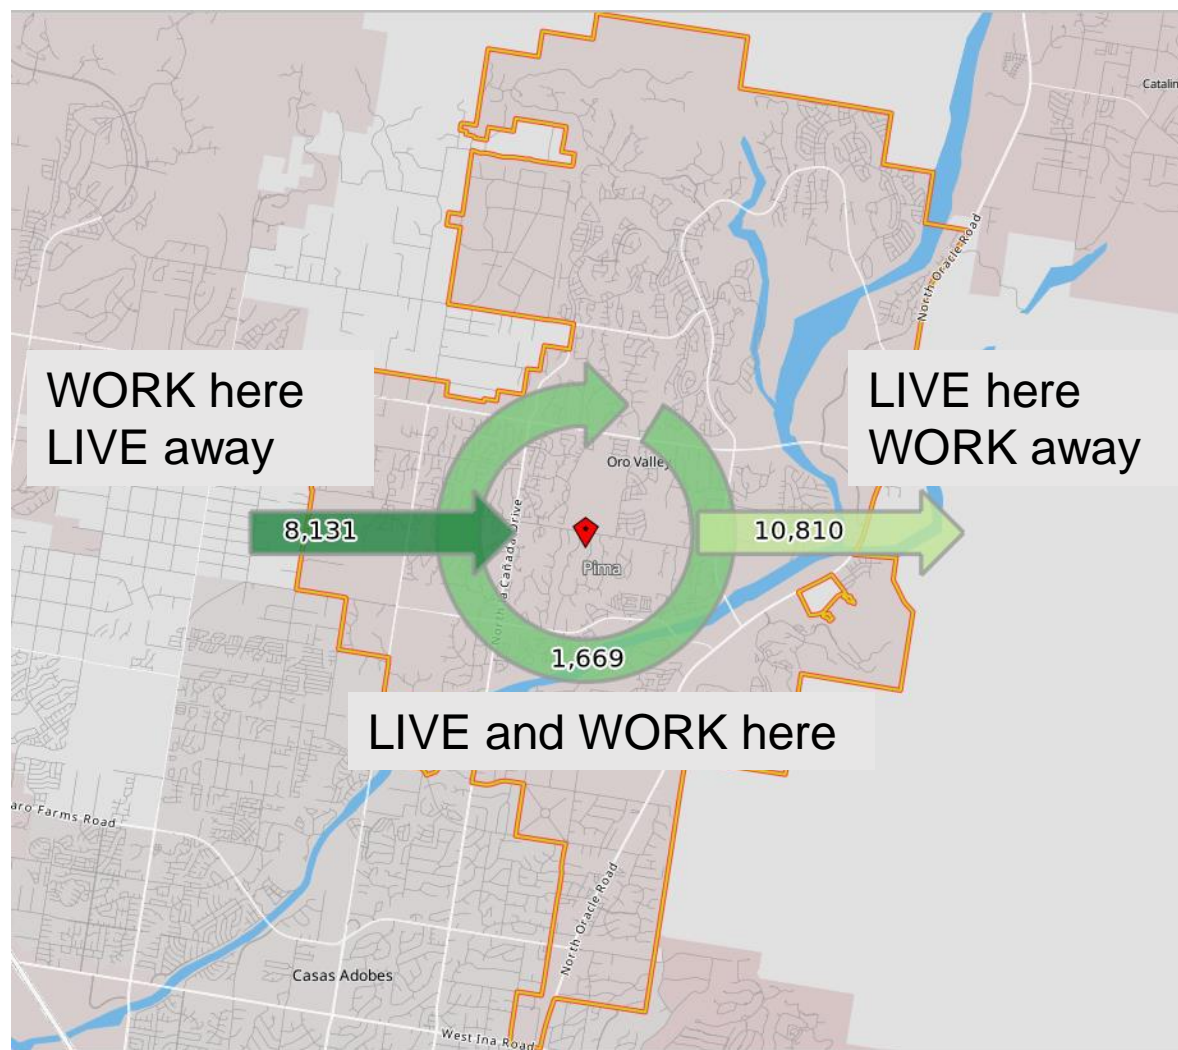 Catalin
North Oracle Road
WORK here
LIVE away
LIVE here
WORK away
Oro Valley
8,131
10,810
North La Cañada Drive
Pima
1,669
LIVE and WORK here
aro Farms Road
North Oracle Road
Casas Adobes
West Ina Road